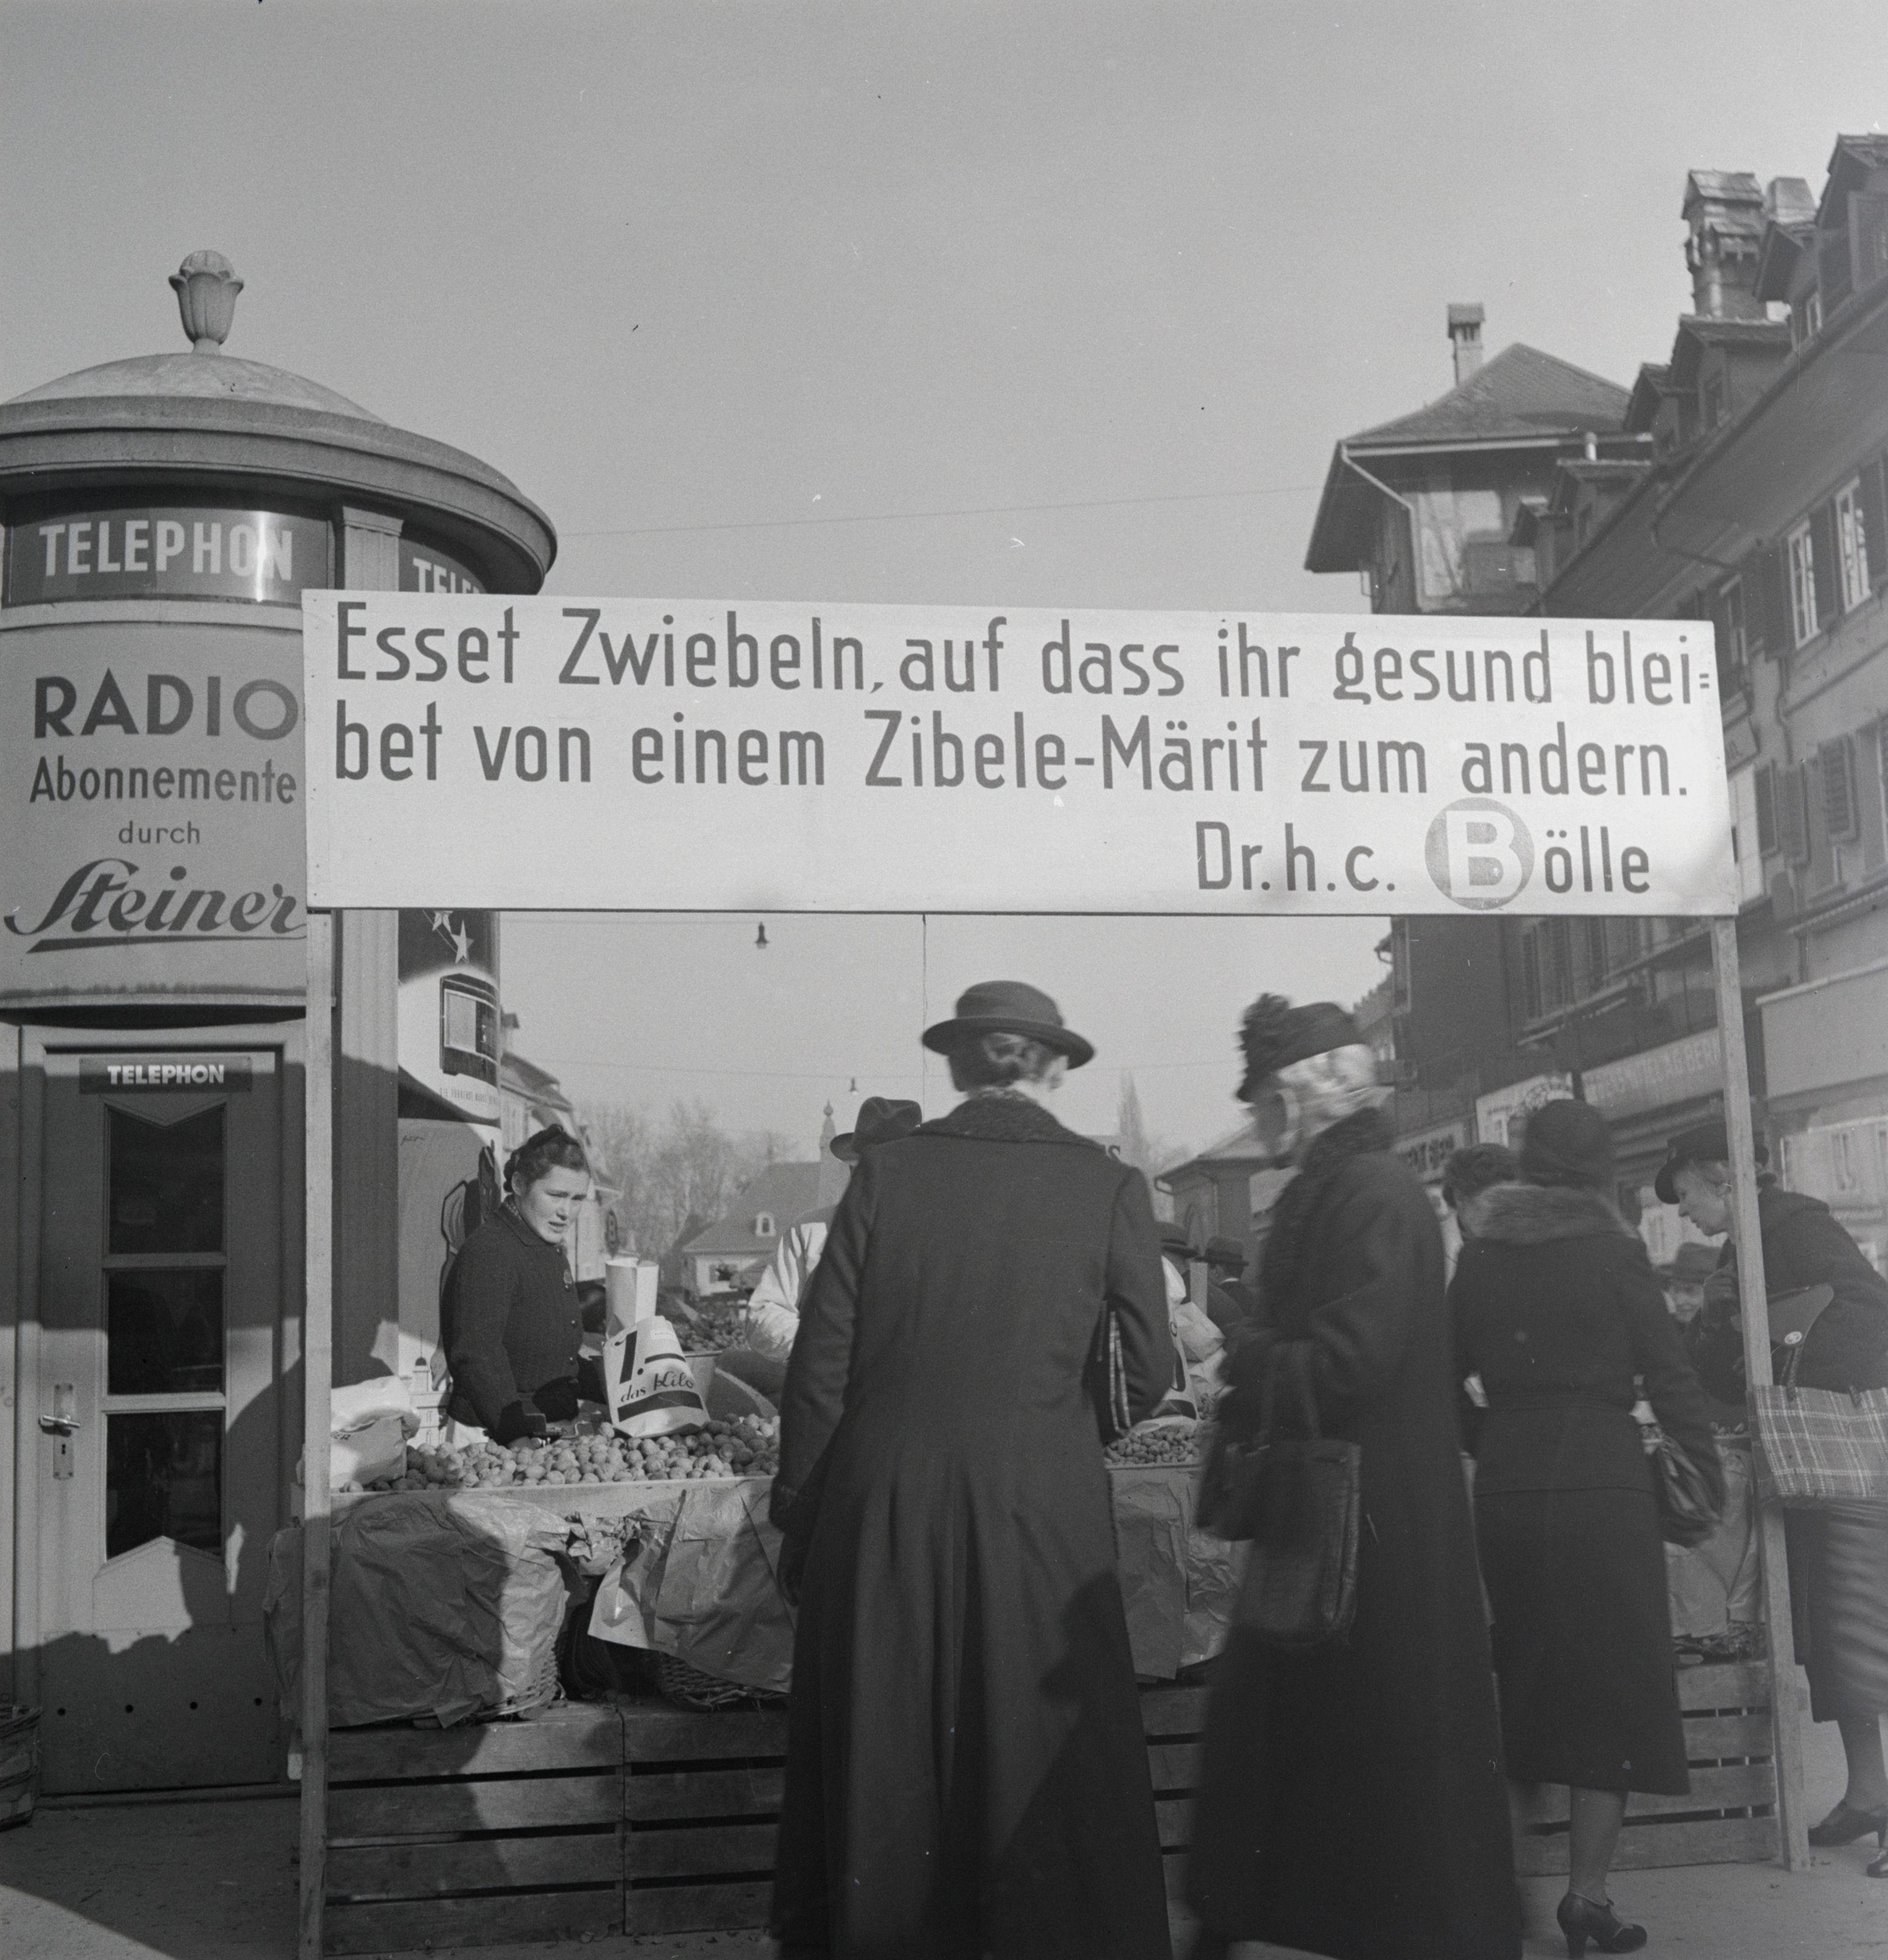 TELEPHON
RADIO
Abonnemente
durch
Steiner
TELEPHON
Esset Zwiebeln, auf dass ihr gesund blei=
bet von einem Zibele-Märit zum andern.
Dr. h. c. Bölle
1.-
das Kilo